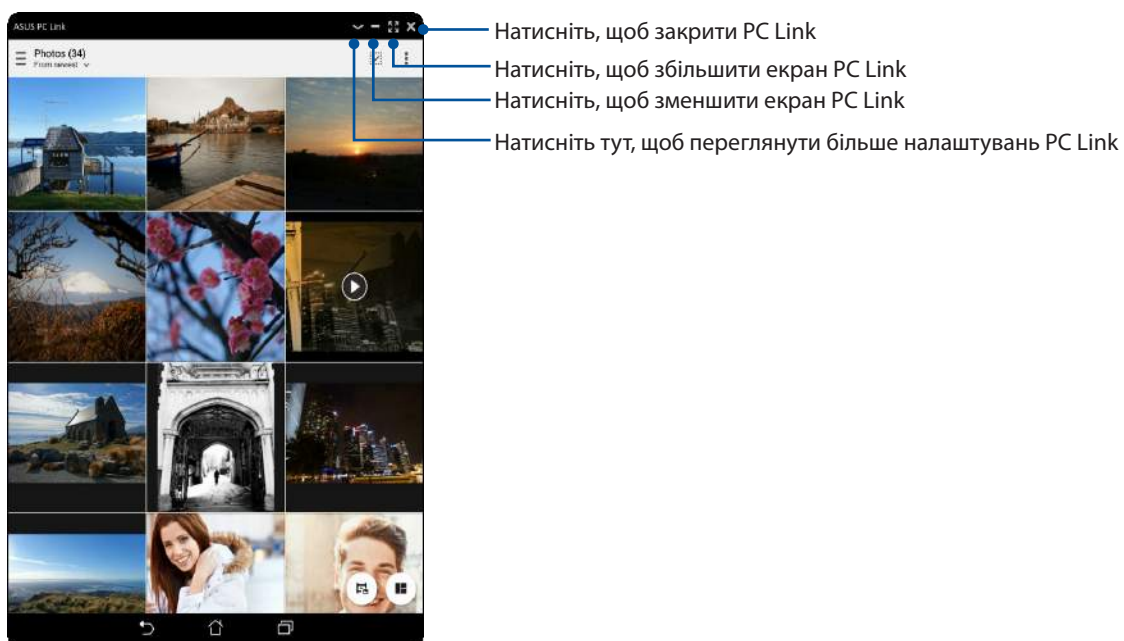 ASUS PC Link
Photos (34)
From newest
Натисніть, щоб закрити PC Link
Натисніть, щоб збільшити екран PC Link
Натисніть, щоб зменшити екран PC Link
Натисніть тут, щоб переглянути більше налаштувань PC Link